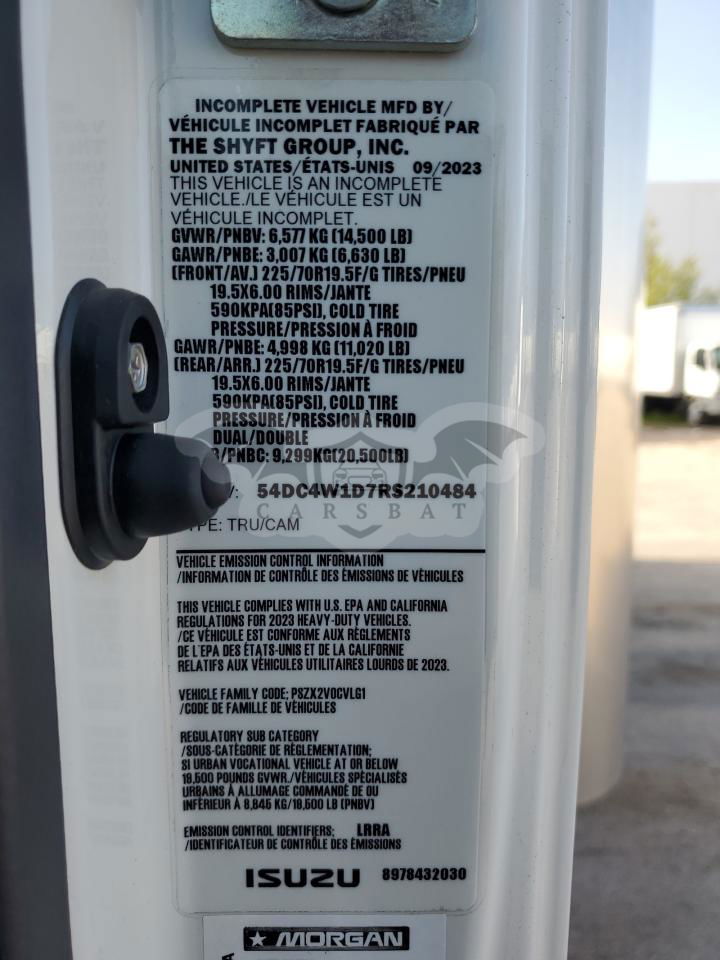 INCOMPLETE VEHICLE MFD BY/
VÉHICULE INCOMPLET FABRIQUÉ PAR
THE SHYFT GROUP, INC.
UNITED STATES/ÉTATS-UNIS 09/2023
THIS VEHICLE IS AN INCOMPLETE
VEHICLE./LE VÉHICULE EST UN
VÉHICULE INCOMPLET.
GVWR/PNBV: 6,577 KG (14,500 LB)
GAWR/PNBE: 3,007 KG (6,630 LB)
(FRONT/AV.) 225/70R19.5F/G TIRES/PNEU
19.5X6.00 RIMS/JANTE
590KPA(85PSI), COLD TIRE
PRESSURE/PRESSION À FROID
GAWR/PNBE: 4,998 KG (11,020 LB)
(REAR/ARR.) 225/70R19.5F/G TIRES/PNEU
19.5X6.00 RIMS/JANTE
590KPA(85PSI), COLD TIRE
PRESSURE/PRESSION À FROID
DUAL/DOUBLE
/PNBC: 9,299KG(20,500LB)
: 54DC4W1D7RS210484
CARSBAT
TYPE: TRU/CAM
VEHICLE EMISSION CONTROL INFORMATION
/INFORMATION DE CONTRÔLE DES ÉMISSIONS DE VÉHICULES
THIS VEHICLE COMPLIES WITH U.S. EPA AND CALIFORNIA
REGULATIONS FOR 2023 HEAVY-DUTY VEHICLES.
/CE VÉHICULE EST CONFORME AUX RÈGLEMENTS
DE L'EPA DES ÉTATS-UNIS ET DE LA CALIFORNIE
RELATIFS AUX VÉHICULES UTILITAIRES LOURDS DE 2023.
VEHICLE FAMILY CODE; PSZX2VOCVLG1
/CODE DE FAMILLE DE VÉHICULES
REGULATORY SUB CATEGORY
/SOUS-CATÉGORIE DE RÈGLEMENTATION;
SI URBAN VOCATIONAL VEHICLE AT OR BELOW
19,500 POUNDS GVWR./VÉHICULES SPÉCIALISÉS
URBAINS À ALLUMAGE COMMANDÉ DE OU
INFÉRIEUR À 8,845 KG/19,500 LB (PNBV)
EMISSION CONTROL IDENTIFIERS; LRRA
/IDENTIFICATEUR DE CONTRÔLE DES ÉMISSIONS
ISUZU 8978432030
MORGAN